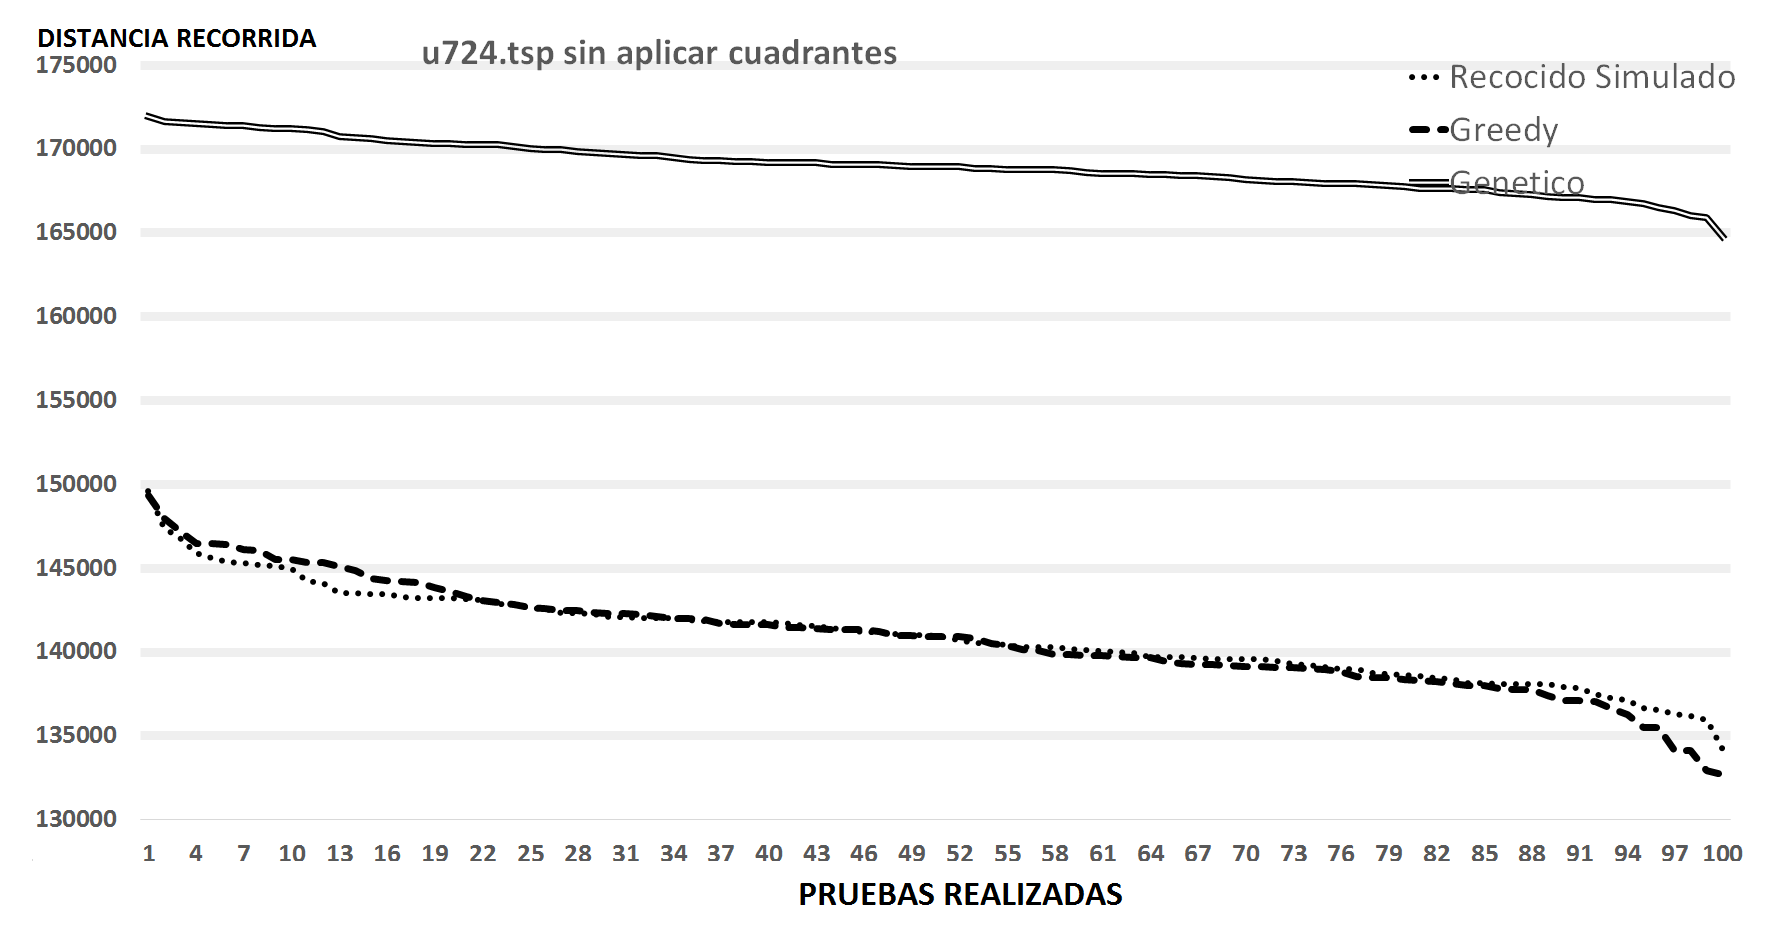 DISTANCIA RECORRIDA
u724.tsp sin aplicar cuadrantes
Recocido Simulado
Greedy
Genetico
175000
170000
165000
160000
155000
150000
145000
140000
135000
130000
1 4 7 10 13 16 19 22 25 28 31 34 37 40 43 46 49 52 55 58 61 64 67 70 73 76 79 82 85 88 91 94 97 100
PRUEBAS REALIZADAS